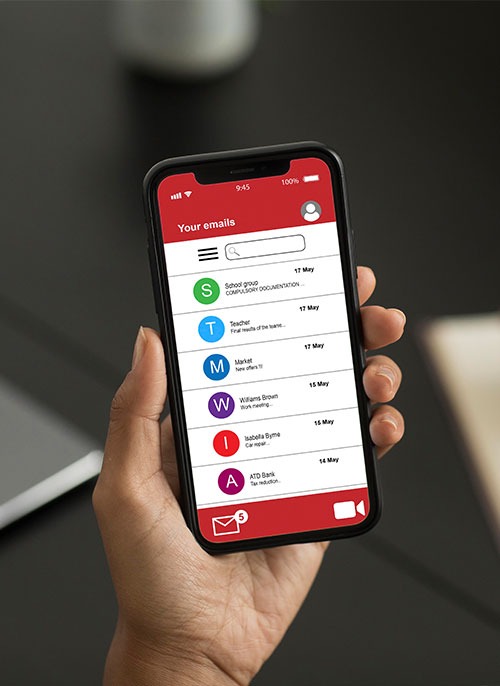 9:45
100%
Your emails
17 May
S
School group
COMPULSORY DOCUMENTATION ...
17 May
T
Teacher
Final results of the teams...
17 May
M
Market
New offers !!!
15 May
W
Williams Brown
Work meeting...
15 May
I
Isabella Byrne
Car repair...
14 May
A
ATD Bank
Tax reduction..
5